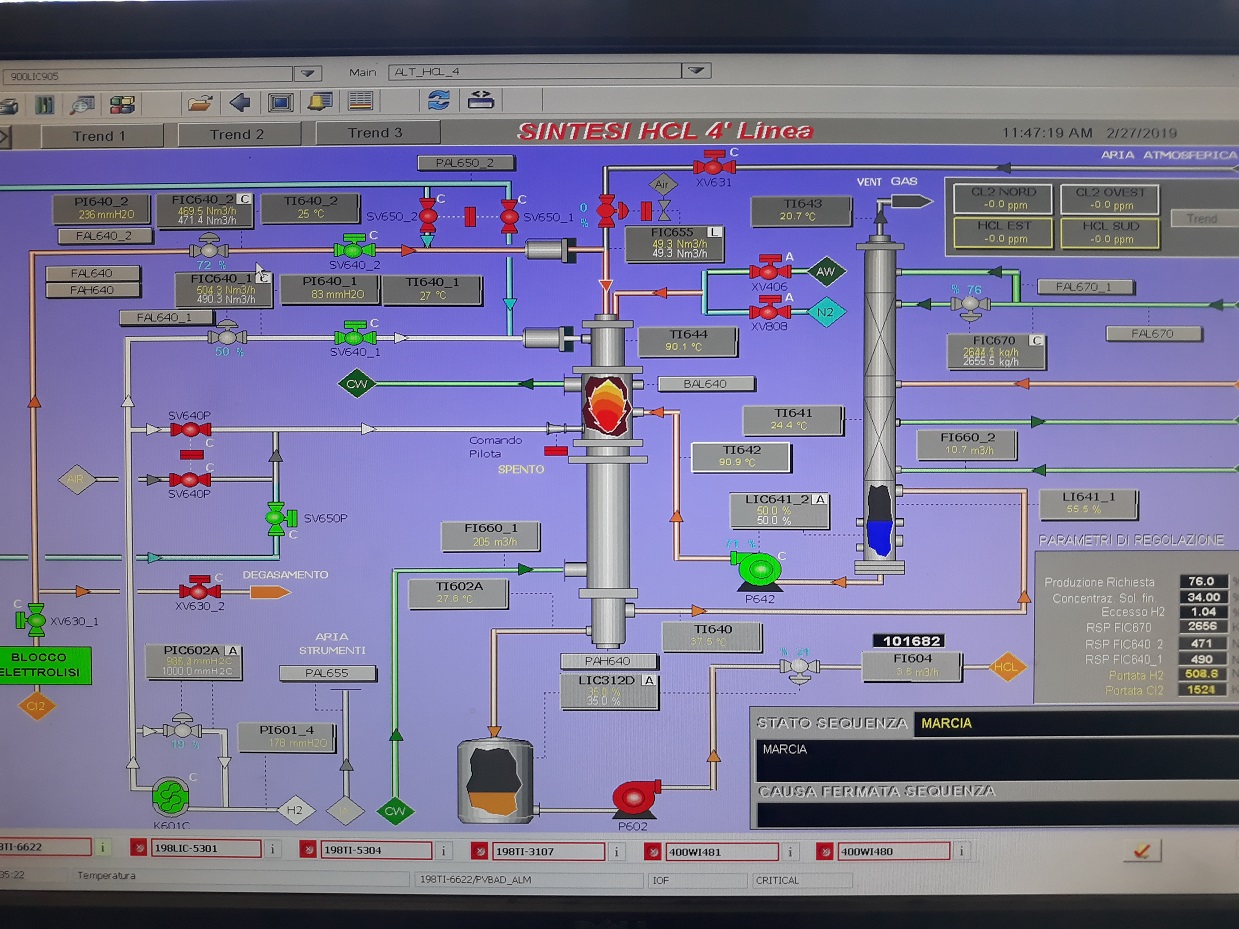 900LIC905
Main
ALT_HCL_4
Trend 1
Trend 2
Trend 3
SINTESI HCL 4' Linea
11:47:19 AM 2/27/2019
ARIA ATMOSFERICA
PAL650_2
XV631
C
PI640_2
236 mmH2O
FIC640_2 C
469.5 Nm3/h
471.4 Nm3/h
TI640_2
25 °C
FAL640_2
SV650_2
SV650_1
0 %
Air
FIC655 L
49.3 Nm3/h
49.3 Nm3/h
TI643
20.7 °C
VENT GAS
CL2 NORD
-0.0 ppm
CL2 OVEST
-0.0 ppm
HCL EST
-0.0 ppm
HCL SUD
-0.0 ppm
Trend
72 %
SV640_2
FAL640
FAH640
FIC640_1 C
504.3 Nm3/h
490.3 Nm3/h
PI640_1
83 mmH2O
TI640_1
27 °C
FAL640_1
50 %
SV640_1
XV406
A
AW
XV808
A
N2
% 76
FAL670_1
FAL670
FIC670 C
2655.5 kg/h
TI644
90.1 °C
CW
BAL640
SV640P
C
Comando
Pilota
SPENTO
AIR
C
SV640P
SV650P
C
TI641
24.4 °C
TI642
90.9 °C
FI660_2
10.7 m3/h
LIC641_2 A
50.0 %
50.0 %
LI641_1
55.5 %
FI660_1
205 m3/h
P642
C
TI602A
27.6 °C
DEGASAMENTO
XV630_2
C
XV630_1
C
BLOCCO
ELETTROLISI
Cl2
TI640
37.5 °C
PAH640
LIC312D A
35.0 %
35.0 %
101682
FI604
3.5 m3/h
HCL
PARAMETRI DI REGOLAZIONE
Produzione Richiesta 76.0
Concentraz. Sol. fin.. 34.00
Eccesso H2 1.04
RSP FIC670 2656
RSP FIC640_2 471
RSP FIC640_1 490
Portata H2 508.6
Portata Cl2 1524
PIC602A A
1000.0 mmH2O
ARIA
STRUMENTI
PAL655
PI601_4
178 mmH2O
K601C
C
H2
CW
P602
STATO SEQUENZA
MARCIA
MARCIA
CAUSA FERMATA SEQUENZA
TI-6622
i
198LIC-5301
i
198TI-5304
i
198TI-3107
i
400WI481
i
400WI480
i
35:22
Temperatura
198TI-6622/PVBAD_ALM
IOF
CRITICAL